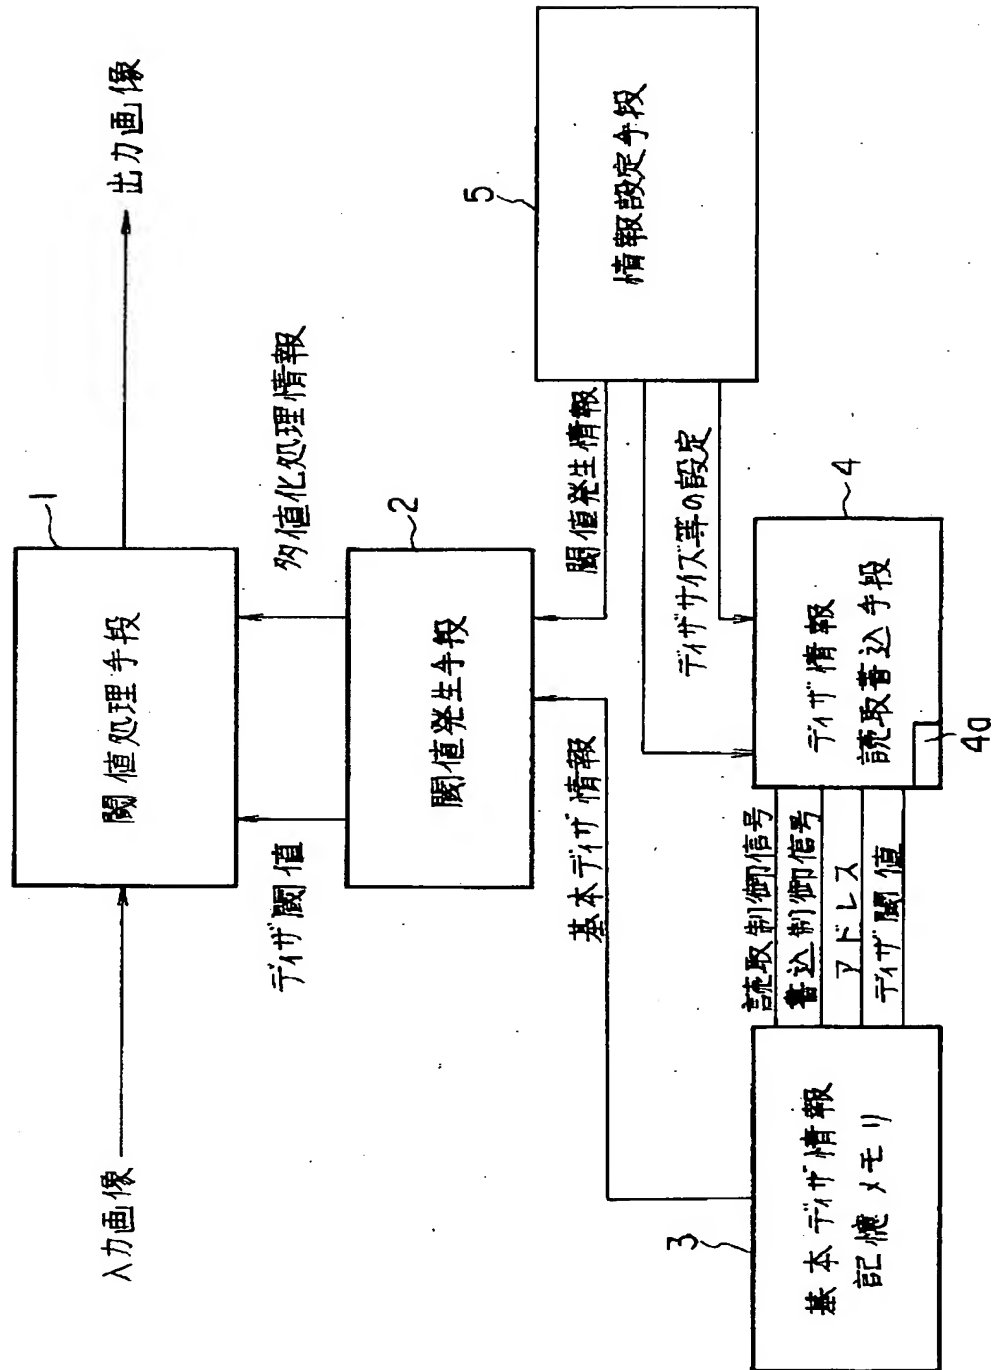 入力画像
1
閾値処理手段
出力画像
ディザ閾値
多値化処理情報
2
閾値発生手段
基本ディザ情報
閾値発生情報
ディザサイズ等の設定
5
情報設定手段
3
基本ディザ情報
記憶メモリ
読取制御信号
書込制御信号
アドレス
ディザ閾値
4
ディザ情報
読取書込手段
4a